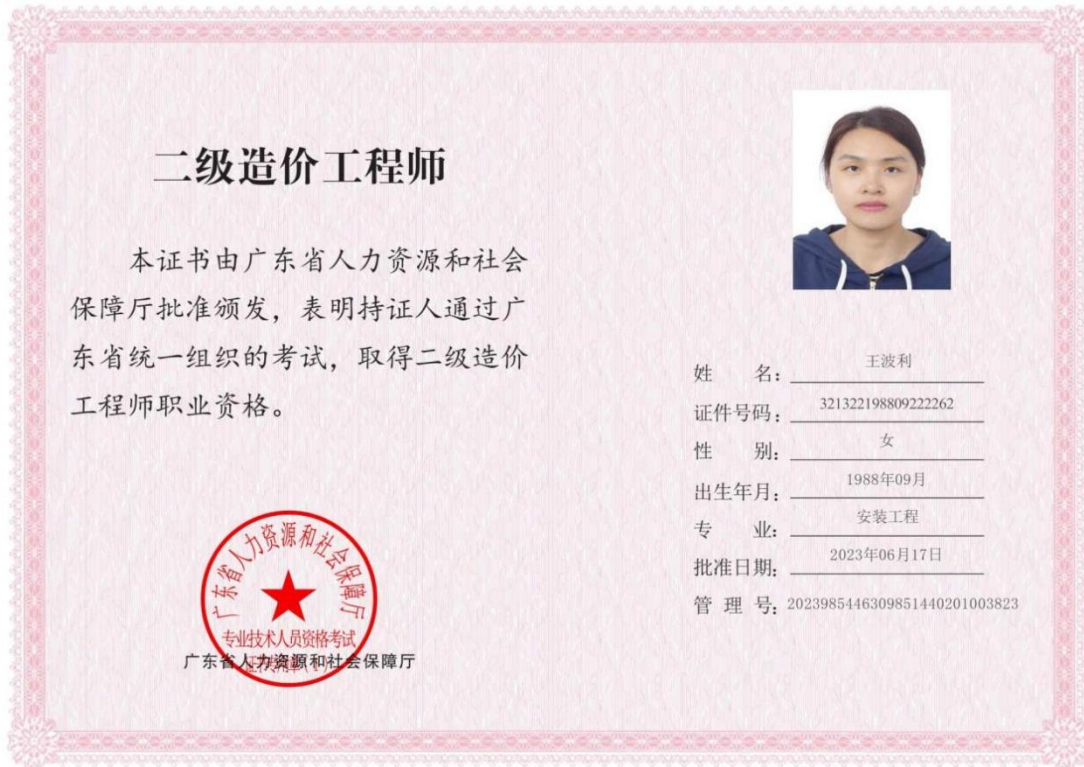 二级造价工程师
本证书由广东省人力资源和社会
保障厅批准颁发，表明持证人通过广
东省统一组织的考试，取得二级造价
工程师职业资格。
广东省人力资源和社会保障厅
专业技术人员资格考试
广东省人力资源和社会保障厅
姓 名：王波利
证件号码：321322198809222262
性 别：女
出生年月：1988年09月
专 业：安装工程
批准日期：2023年06月17日
管 理 号：20239854463098514402010038​23